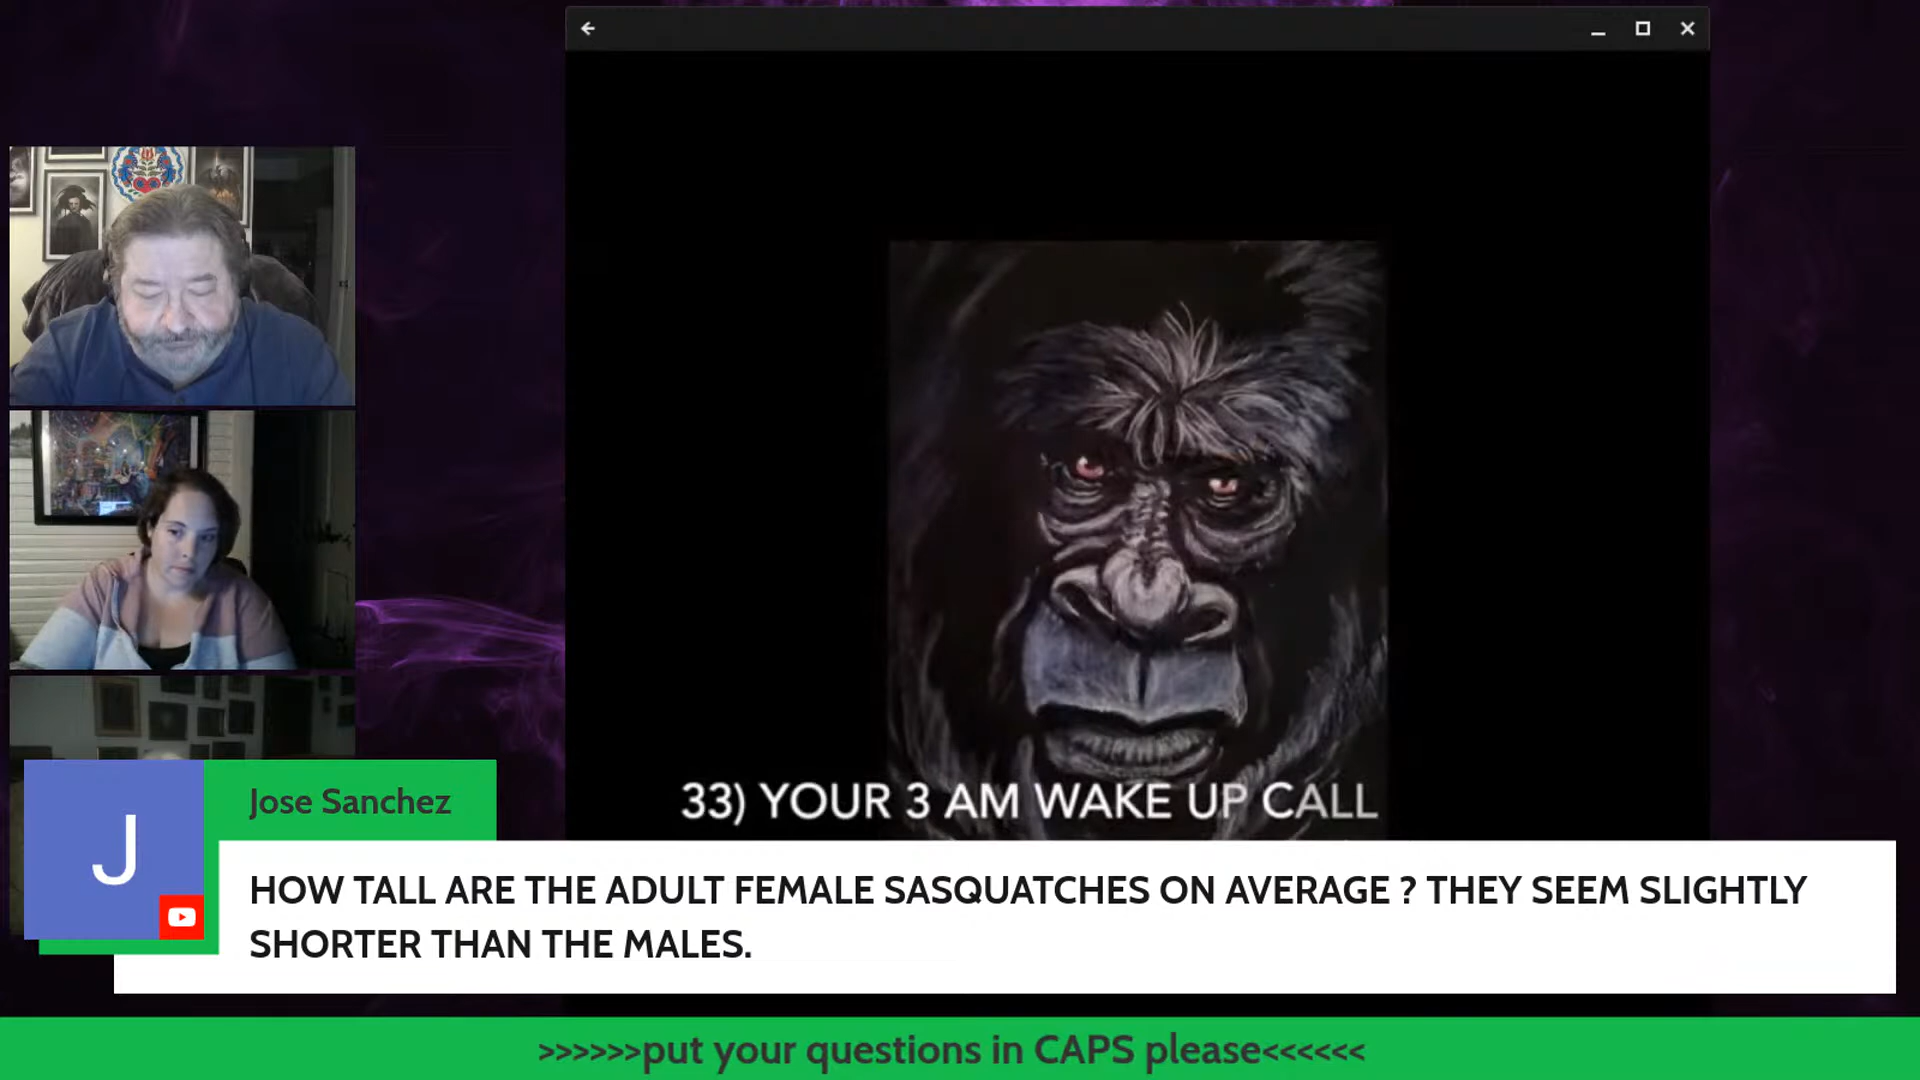 33) YOUR 3 AM WAKE UP CALL
J
Jose Sanchez
HOW TALL ARE THE ADULT FEMALE SASQUATCHES ON AVERAGE ? THEY SEEM SLIGHTLY
SHORTER THAN THE MALES.
>>>>>>put your questions in CAPS please<<<<<<